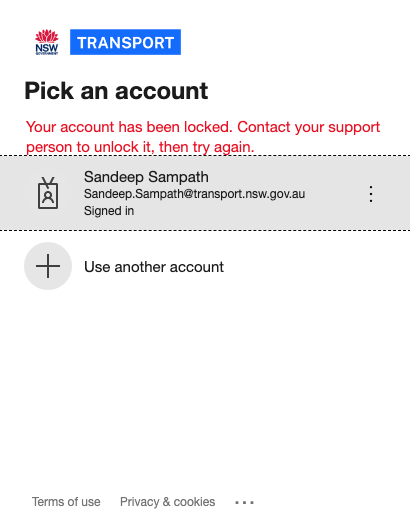 NSW
GOVERNMENT
TRANSPORT
Pick an account
Your account has been locked. Contact your support
person to unlock it, then try again.
Sandeep Sampath
Sandeep.Sampath@transport.nsw.gov.au
Signed in
Use another account
Terms of use Privacy & cookies